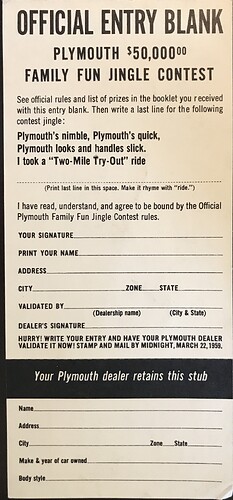 OFFICIAL ENTRY BLANK
PLYMOUTH $50,000⁰⁰
FAMILY FUN JINGLE CONTEST
See official rules and list of prizes in the booklet you received
with this entry blank. Then write a last line for the following
contest jingle:
Plymouth's nimble, Plymouth's quick,
Plymouth looks and handles slick.
I took a "Two-Mile Try-Out" ride
(Print last line in this space. Make it rhyme with "ride.")
I have read, understand, and agree to be bound by the Official
Plymouth Family Fun Jingle Contest rules.
YOUR SIGNATURE
PRINT YOUR NAME
ADDRESS
CITY ZONE STATE
VALIDATED BY
(Dealership name) (City & State)
DEALER'S SIGNATURE
HURRY! WRITE YOUR ENTRY AND HAVE YOUR PLYMOUTH DEALER
VALIDATE IT NOW! STAMP AND MAIL BY MIDNIGHT, MARCH 22, 1959.
Your Plymouth dealer retains this stub
Name
Address
City Zone State
Make & year of car owned
Body style